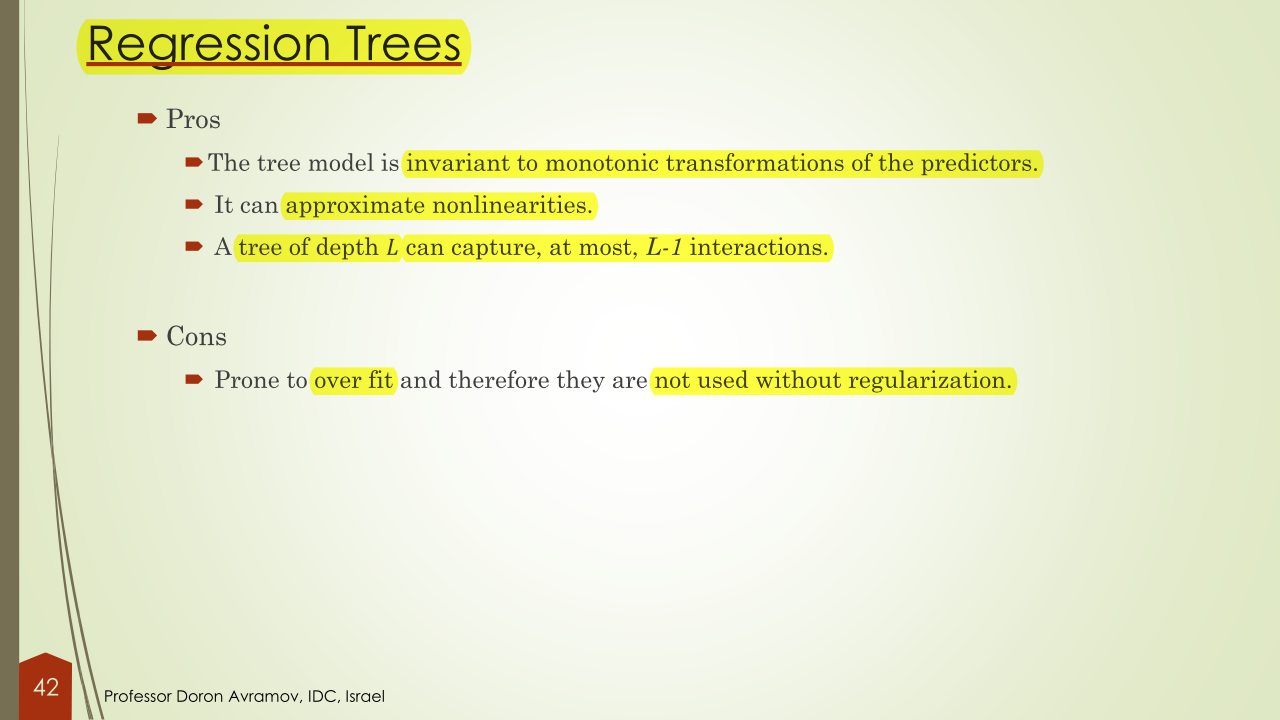 Regression Trees
Pros
The tree model is invariant to monotonic transformations of the predictors.
It can approximate nonlinearities.
A tree of depth L can capture, at most, L-1 interactions.
Cons
Prone to over fit and therefore they are not used without regularization.
42
Professor Doron Avramov, IDC, Israel